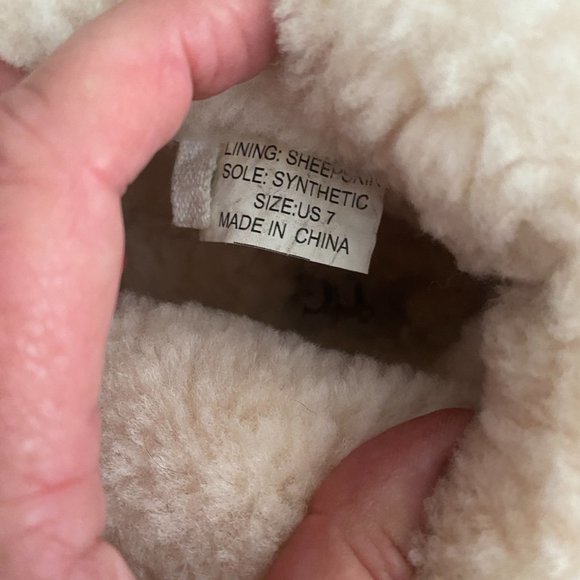 LINING: SHEEPSKIN
SOLE: SYNTHETIC
SIZE:US 7
MADE IN CHINA